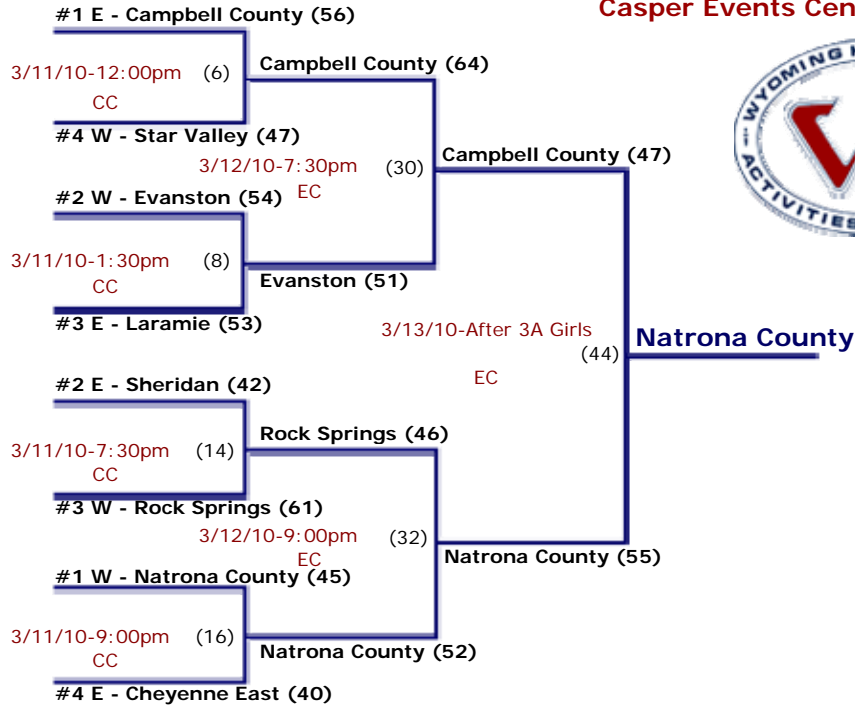 #1 E - Campbell County (56)
Casper Events Cen
3/11/10-12:00pm (6)
CC
Campbell County (64)
#4 W - Star Valley (47)
3/12/10-7:30pm (30)
EC
Campbell County (47)
#2 W - Evanston (54)
3/11/10-1:30pm (8)
CC
Evanston (51)
#3 E - Laramie (53)
3/13/10-After 3A Girls
(44)
EC
Natrona County
#2 E - Sheridan (42)
3/11/10-7:30pm (14)
CC
Rock Springs (46)
#3 W - Rock Springs (61)
3/12/10-9:00pm (32)
EC
Natrona County (55)
#1 W - Natrona County (45)
3/11/10-9:00pm (16)
CC
Natrona County (52)
#4 E - Cheyenne East (40)
WYOMING
ACTIVITIES